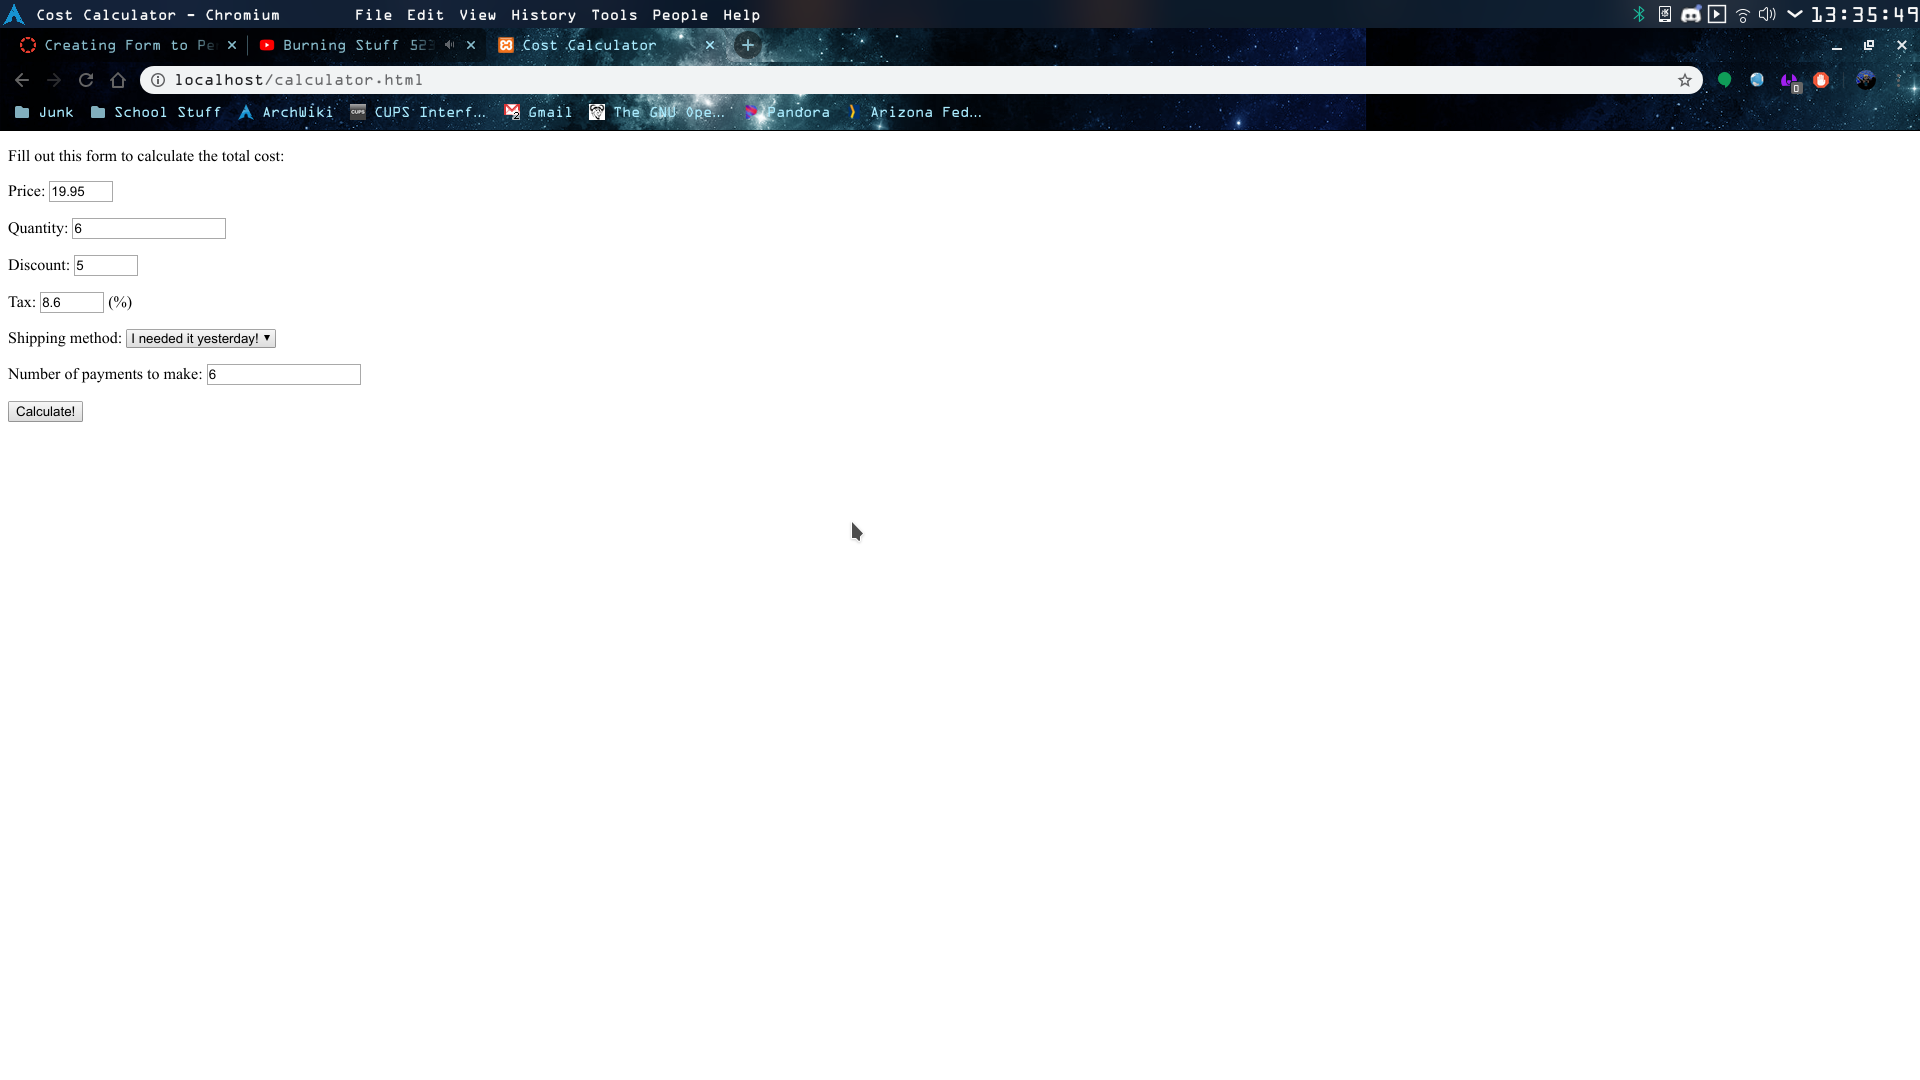 Cost Calculator - Chromium File Edit View History Tools People Help 13:35:49
Creating Form to Pe Burning Stuff 523 Cost Calculator
localhost/calculator.html
Junk School Stuff ArchWiki CUPS Interf... Gmail The GNU Ope... Pandora Arizona Fed...
Fill out this form to calculate the total cost:
Price: 19.95
Quantity: 6
Discount: 5
Tax: 8.6 (%)
Shipping method: I needed it yesterday!
Number of payments to make: 6
Calculate!